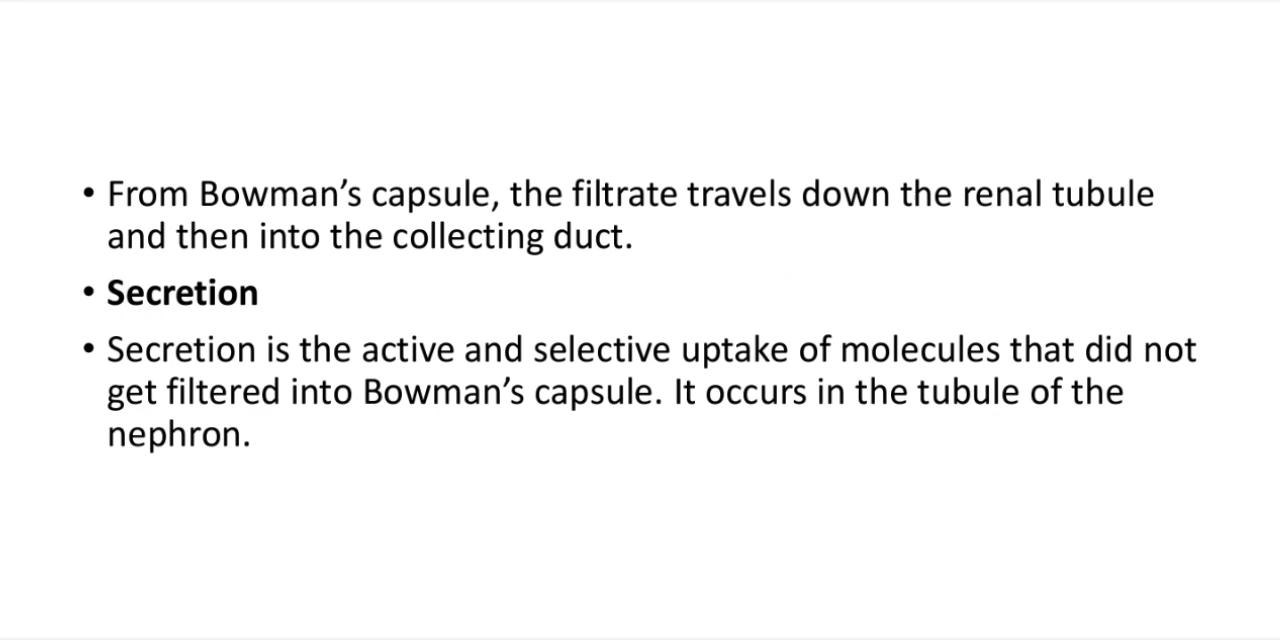 • From Bowman’s capsule, the filtrate travels down the renal tubule
and then into the collecting duct.
• Secretion
• Secretion is the active and selective uptake of molecules that did not
get filtered into Bowman’s capsule. It occurs in the tubule of the
nephron.